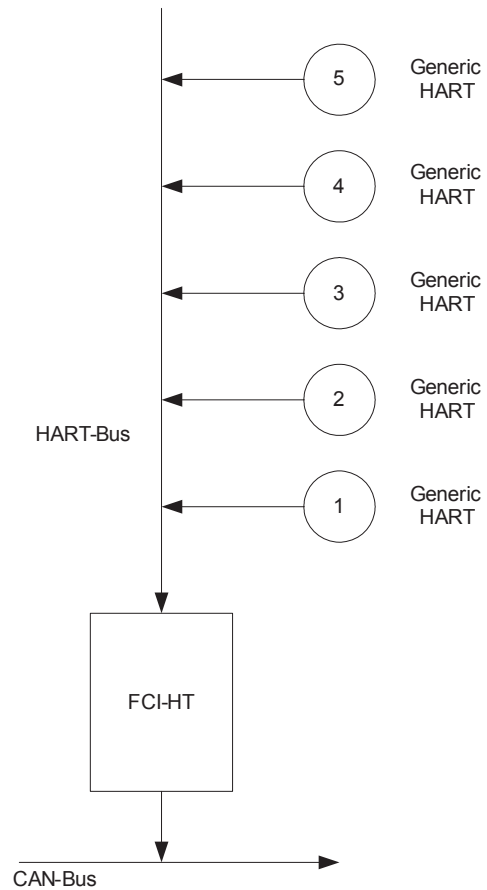 5
Generic
HART
4
Generic
HART
3
Generic
HART
2
Generic
HART
HART-Bus
1
Generic
HART
FCI-HT
CAN-Bus